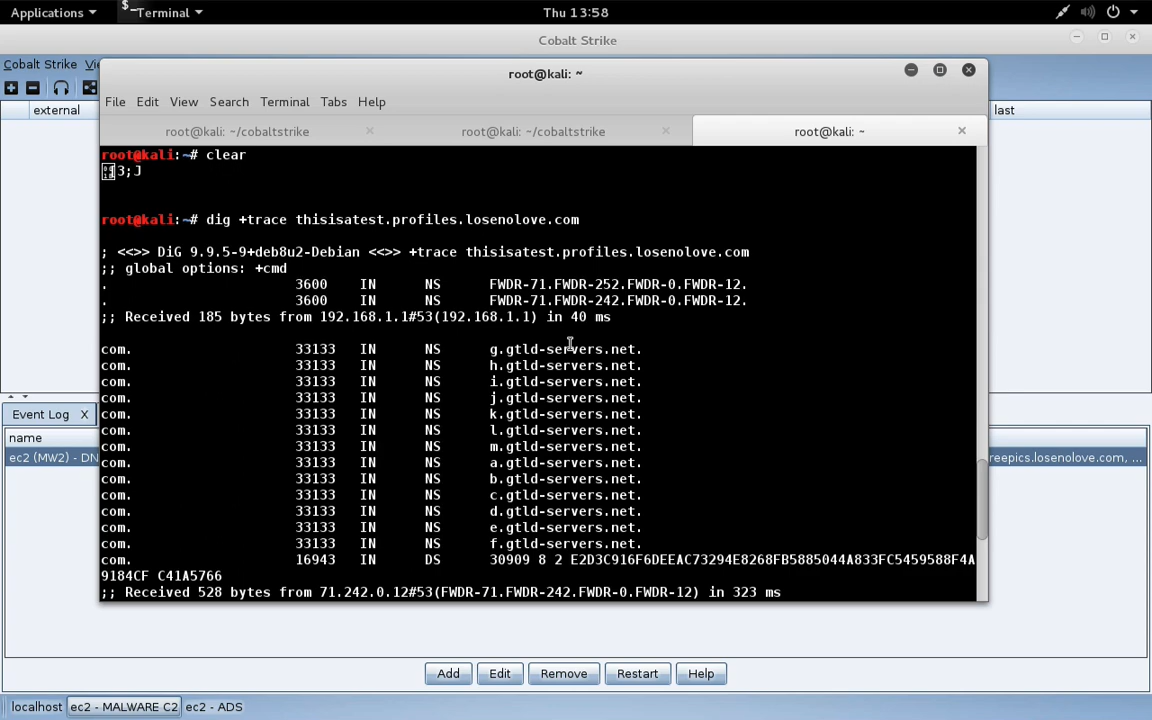 Applications
Terminal
Thu 13:58
Cobalt Strike
Cobalt Strike
root@kali: ~
File Edit View Search Terminal Tabs Help
external
last
root@kali: ~/cobaltstrike
root@kali: ~/cobaltstrike
root@kali: ~
root@kali:~# clear
3;J
root@kali:~# dig +trace thisisatest.profiles.losenolove.com
; <<>> DiG 9.9.5-9+deb8u2-Debian <<>> +trace thisisatest.profiles.losenolove.com
;; global options: +cmd
. 3600 IN NS FWDR-71.FWDR-252.FWDR-0.FWDR-12.
. 3600 IN NS FWDR-71.FWDR-242.FWDR-0.FWDR-12.
;; Received 185 bytes from 192.168.1.1#53(192.168.1.1) in 40 ms
com. 33133 IN NS g.gtld-servers.net.
com. 33133 IN NS h.gtld-servers.net.
com. 33133 IN NS i.gtld-servers.net.
com. 33133 IN NS j.gtld-servers.net.
com. 33133 IN NS k.gtld-servers.net.
com. 33133 IN NS l.gtld-servers.net.
com. 33133 IN NS m.gtld-servers.net.
com. 33133 IN NS a.gtld-servers.net.
com. 33133 IN NS b.gtld-servers.net.
com. 33133 IN NS c.gtld-servers.net.
com. 33133 IN NS d.gtld-servers.net.
com. 33133 IN NS e.gtld-servers.net.
com. 33133 IN NS f.gtld-servers.net.
com. 16943 IN DS 30909 8 2 E2D3C916F6DEEAC73294E8268FB5885044A833FC5459588F4A
9184CF C41A5766
;; Received 528 bytes from 71.242.0.12#53(FWDR-71.FWDR-242.FWDR-0.FWDR-12) in 323 ms
Event Log X
name
ec2 (MW2) - DN
reepics.losenolove.com, ...
Add Edit Remove Restart Help
localhost ec2 - MALWARE C2 ec2 - ADS